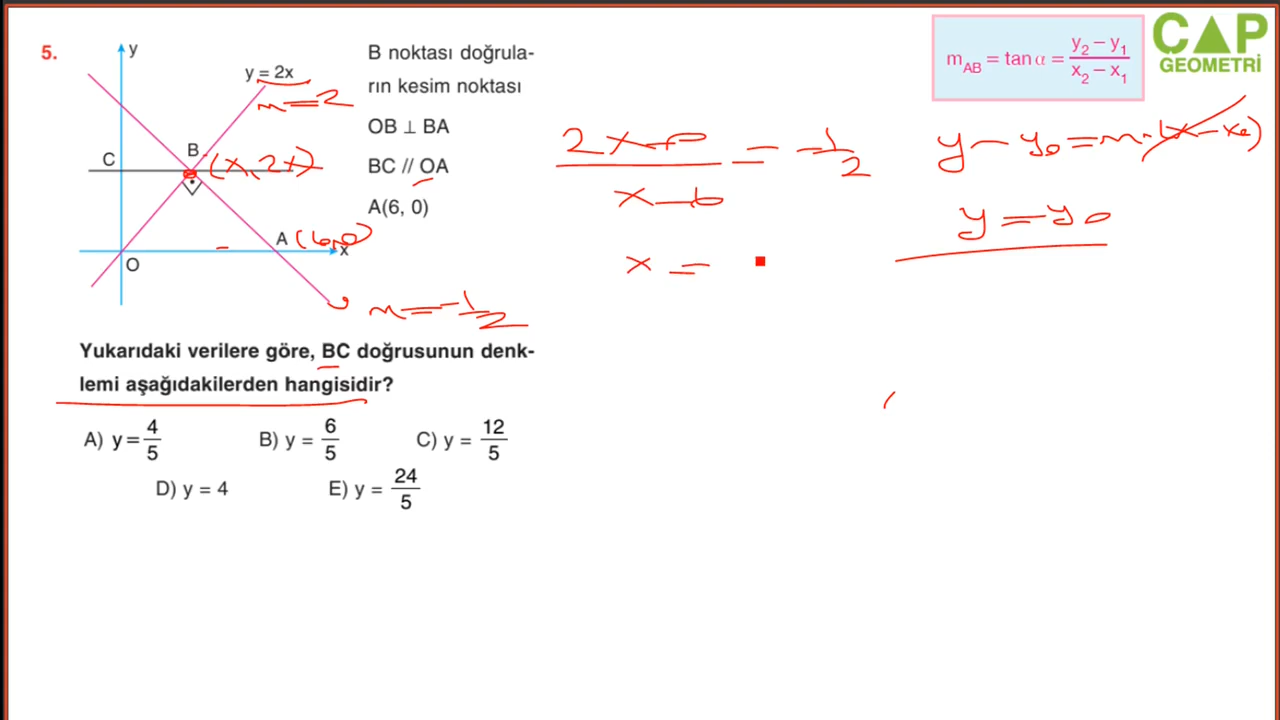 5.
y
y = 2x
m = 2
B
(x, 2x)
C
A (6, 0)
x
O
m = -1/2
B noktası doğrula-
rın kesim noktası
OB ⊥ BA
BC // OA
A(6, 0)
m_AB = tan α = (y₂ – y₁)/(x₂ – x₁)
CAP
GEOMETRİ
(2x - 0)/(x - 6) = -1/2
x =
y - y₀ = m · (x - x₀)
y = y₀
Yukarıdaki verilere göre, BC doğrusunun denk-
lemi aşağıdakilerden hangisidir?
A) y = 4/5 B) y = 6/5 C) y = 12/5
D) y = 4 E) y = 24/5